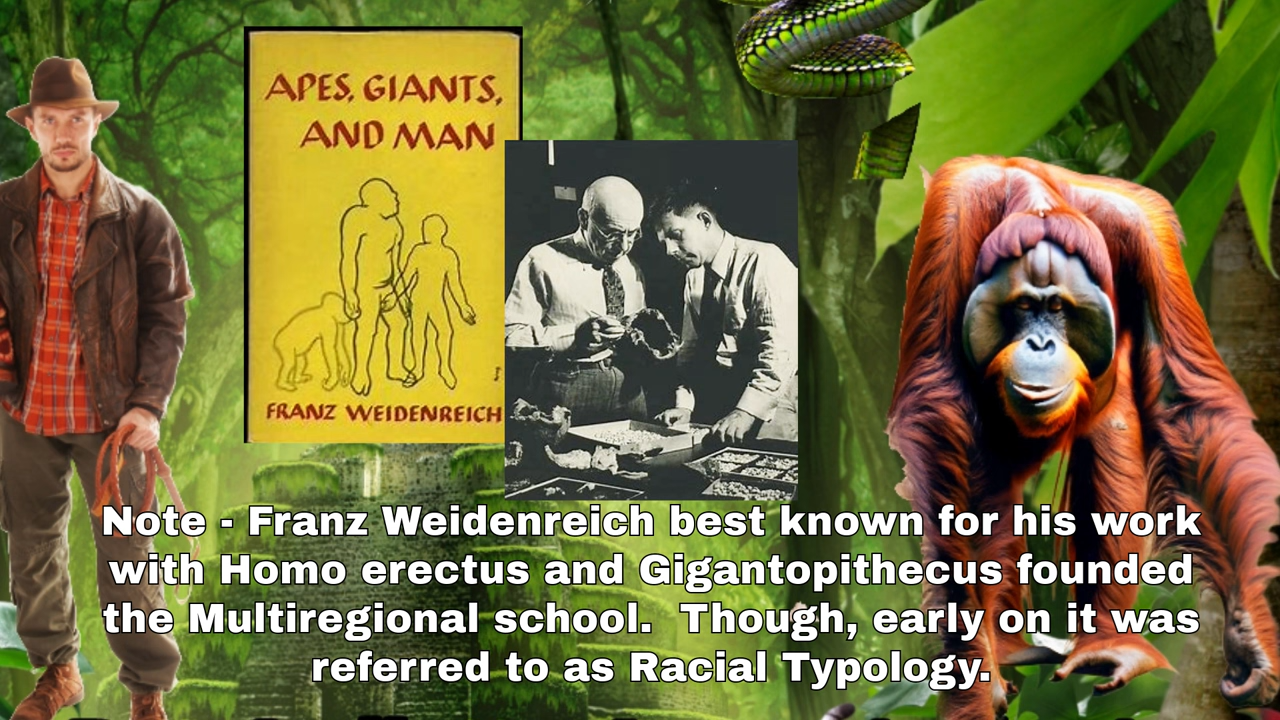 APES, GIANTS,
AND MAN
FRANZ WEIDENREICH
Note - Franz Weidenreich best known for his work
with Homo erectus and Gigantopithecus founded
the Multiregional school.  Though, early on it was
referred to as Racial Typology.